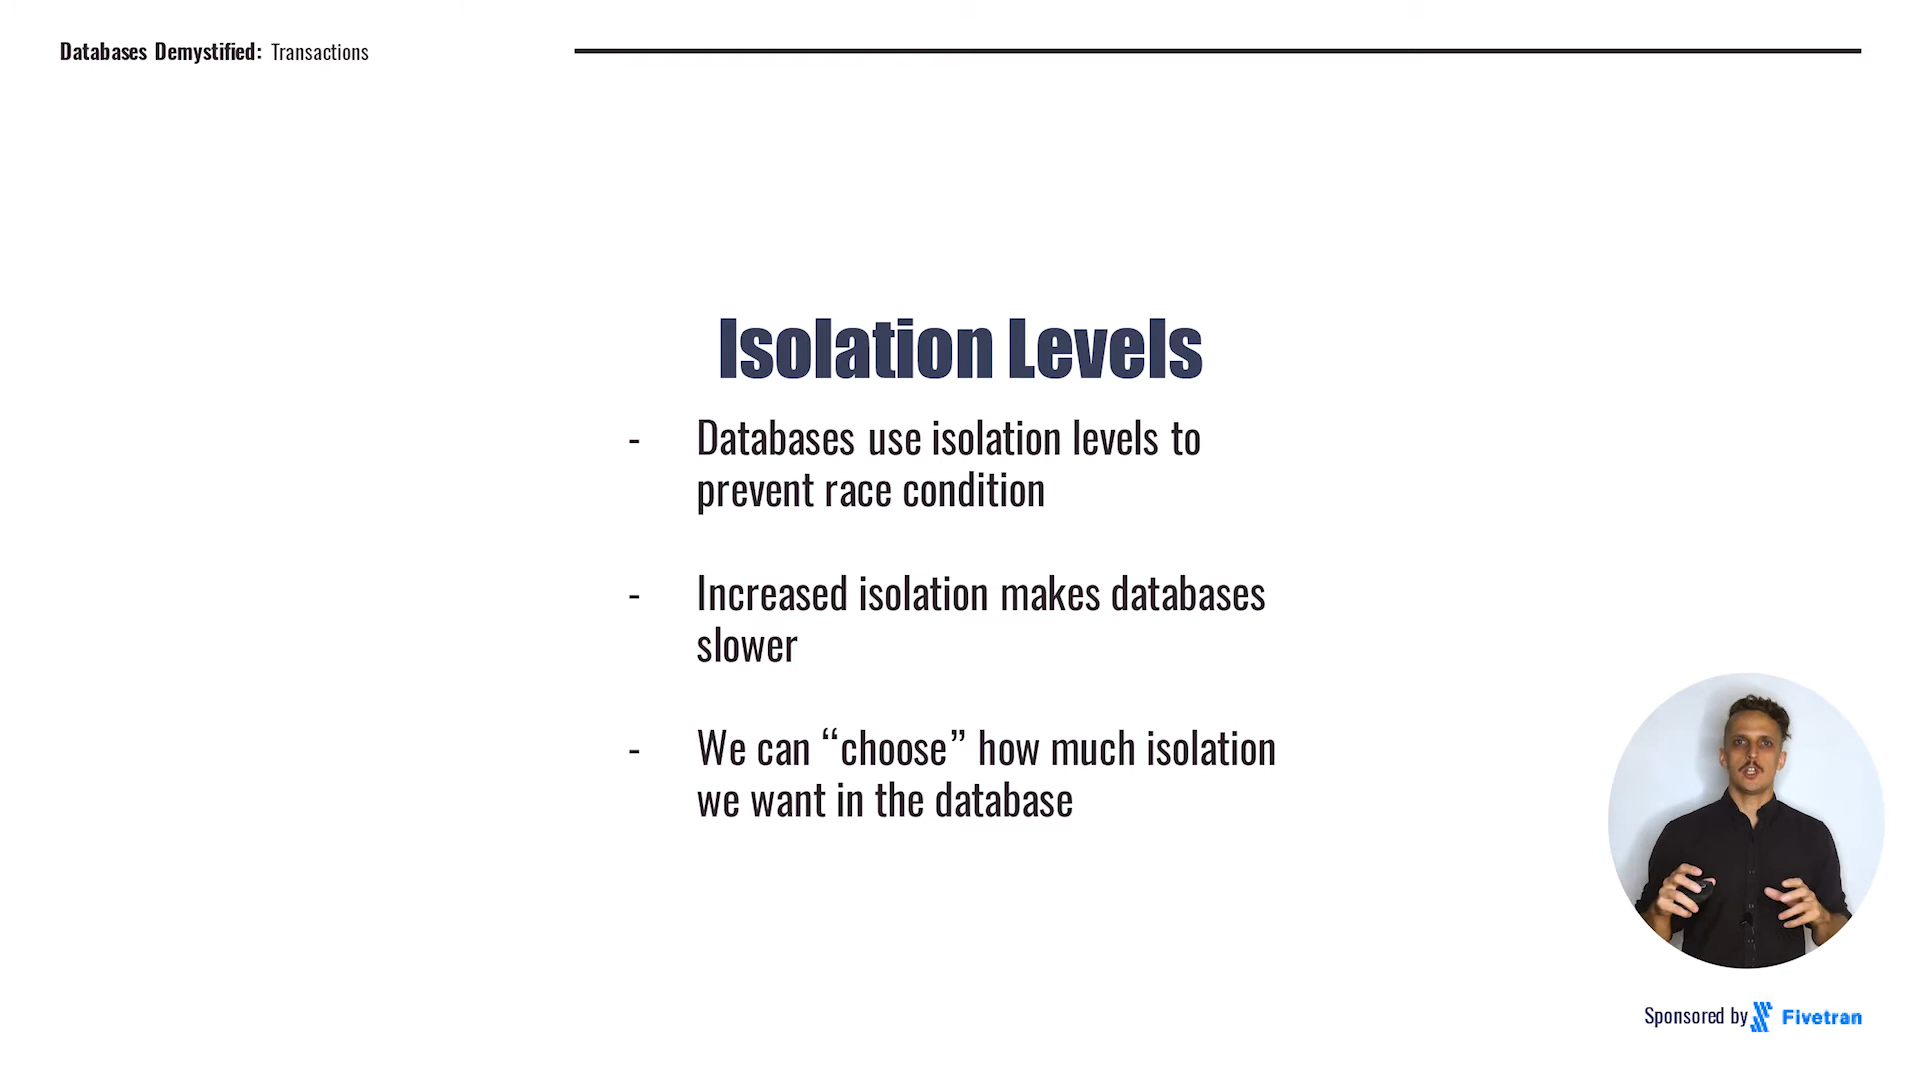 Databases Demystified: Transactions
Isolation Levels
- Databases use isolation levels to
prevent race condition
- Increased isolation makes databases
slower
- We can “choose” how much isolation
we want in the database
Sponsored by Fivetran